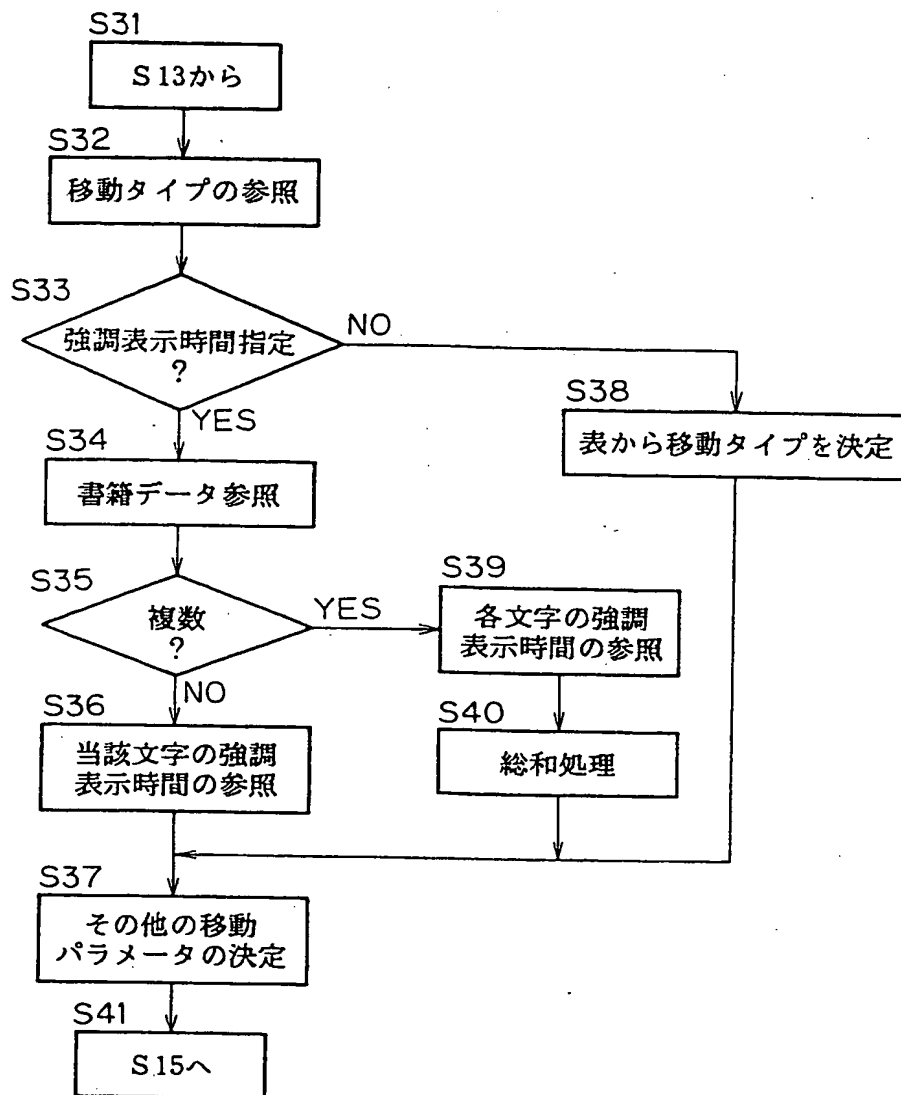 S31
S13から
S32
移動タイプの参照
S33
強調表示時間指定
?
NO
YES
S38
表から移動タイプを決定
S34
書籍データ参照
S35
複数
?
YES
NO
S39
各文字の強調
表示時間の参照
S36
当該文字の強調
表示時間の参照
S40
総和処理
S37
その他の移動
パラメータの決定
S41
S15へ